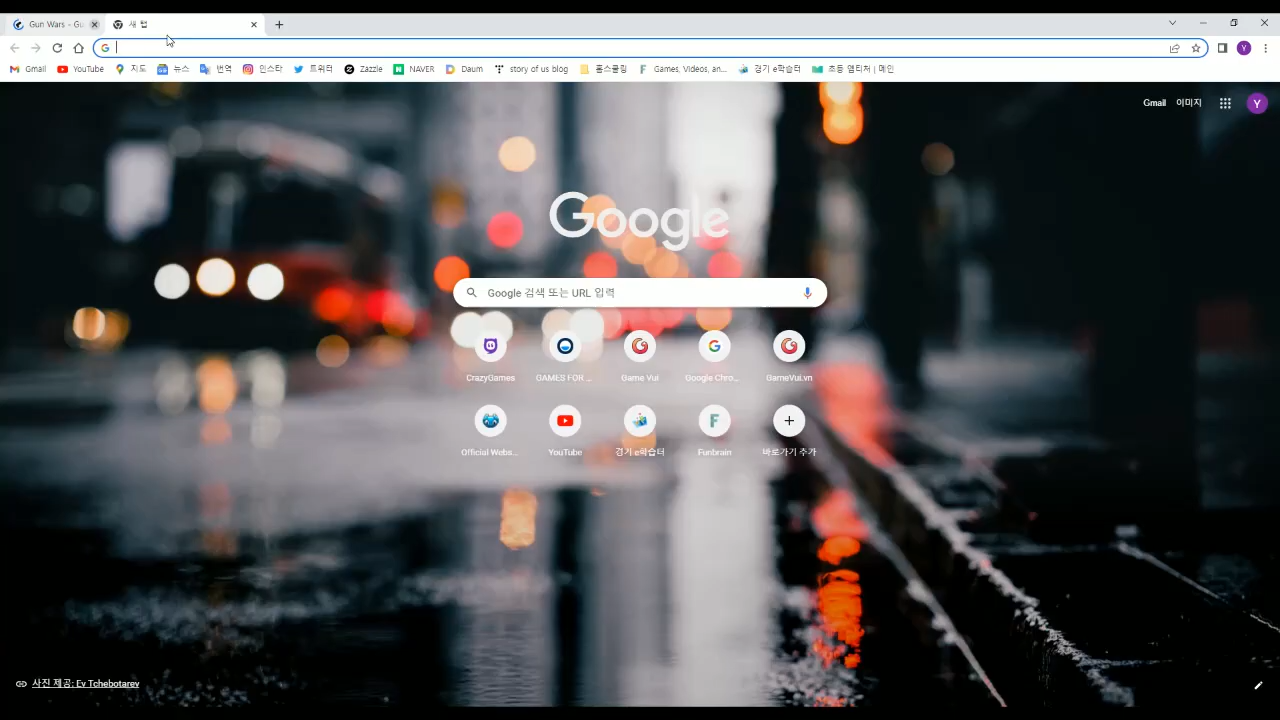 Gun Wars - Gu
새 탭
Gmail YouTube 지도 뉴스 번역 인스타 트위터 Zazzle NAVER Daum story of us blog 홈스쿨링 Games, Videos, an... 경기 e학습터 초등 엠티처 | 메인
Gmail 이미지 Y
Google
Google 검색 또는 URL 입력
CrazyGames GAMES FOR ... Game Vui Google Chro... GameVui.vn
Official Webs... YouTube 경기 e학습터 Funbrain 바로가기 추가
사진 제공: Ev Tchebotarev